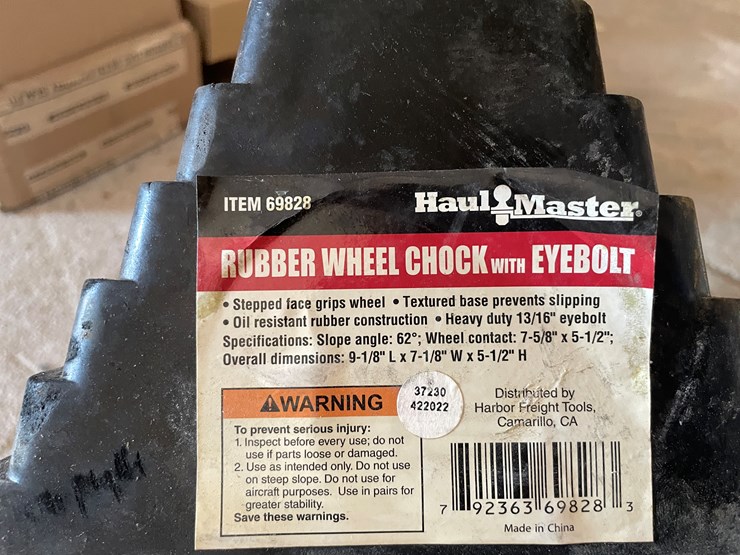 ITEM 69828
Haul Master®
RUBBER WHEEL CHOCK WITH EYEBOLT
• Stepped face grips wheel • Textured base prevents slipping
• Oil resistant rubber construction • Heavy duty 13/16" eyebolt
Specifications: Slope angle: 62°; Wheel contact: 7-5/8" x 5-1/2";
Overall dimensions: 9-1/8" L x 7-1/8" W x 5-1/2" H
WARNING
To prevent serious injury:
1. Inspect before every use; do not
use if parts loose or damaged.
2. Use as intended only. Do not use
on steep slope. Do not use for
aircraft purposes. Use in pairs for
greater stability.
Save these warnings.
37230
422022
Distributed by
Harbor Freight Tools,
Camarillo, CA
7 92363 69828 3
Made in China